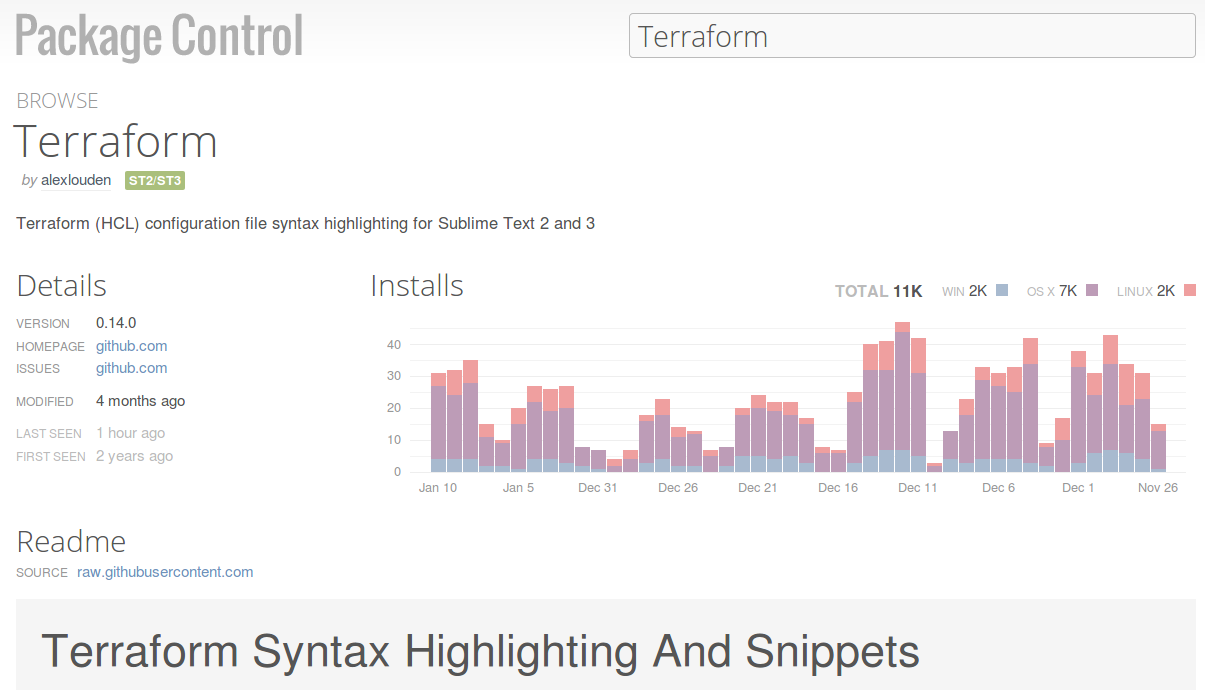 Package Control
Terraform
BROWSE
Terraform
by alexlouden ST2/ST3
Terraform (HCL) configuration file syntax highlighting for Sublime Text 2 and 3
Details
VERSION 0.14.0
HOMEPAGE github.com
ISSUES github.com
MODIFIED 4 months ago
LAST SEEN 1 hour ago
FIRST SEEN 2 years ago
Installs
TOTAL 11K WIN 2K OS X 7K LINUX 2K
40
30
20
10
0
Jan 10 Jan 5 Dec 31 Dec 26 Dec 21 Dec 16 Dec 11 Dec 6 Dec 1 Nov 26
Readme
SOURCE raw.githubusercontent.com
Terraform Syntax Highlighting And Snippets